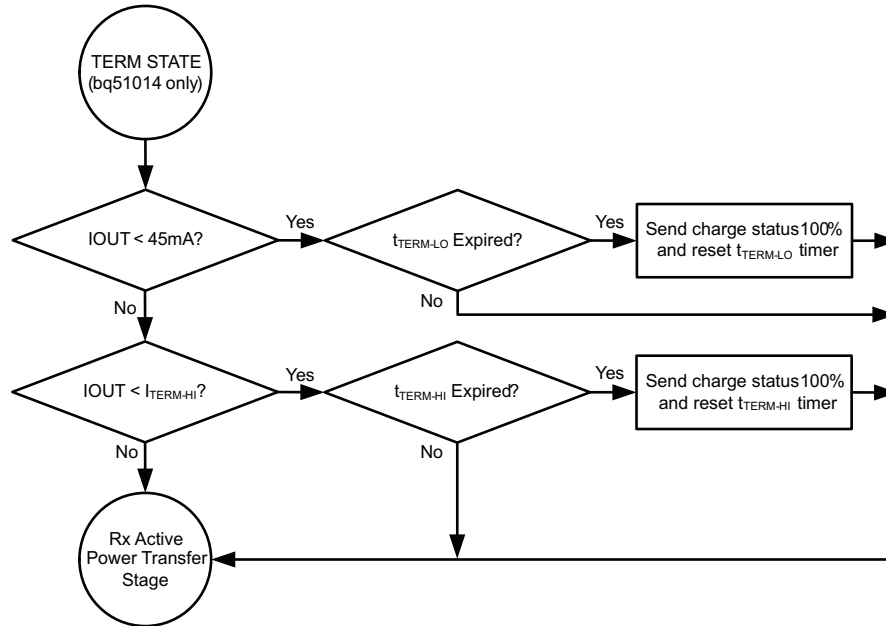 TERM STATE
(bq51014 only)
IOUT < 45mA?
Yes
tTERM-LO Expired?
Yes
Send charge status100%
and reset tTERM-LO timer
No
No
IOUT < ITERM-HI?
Yes
tTERM-HI Expired?
Yes
Send charge status100%
and reset tTERM-HI timer
No
No
Rx Active
Power Transfer
Stage